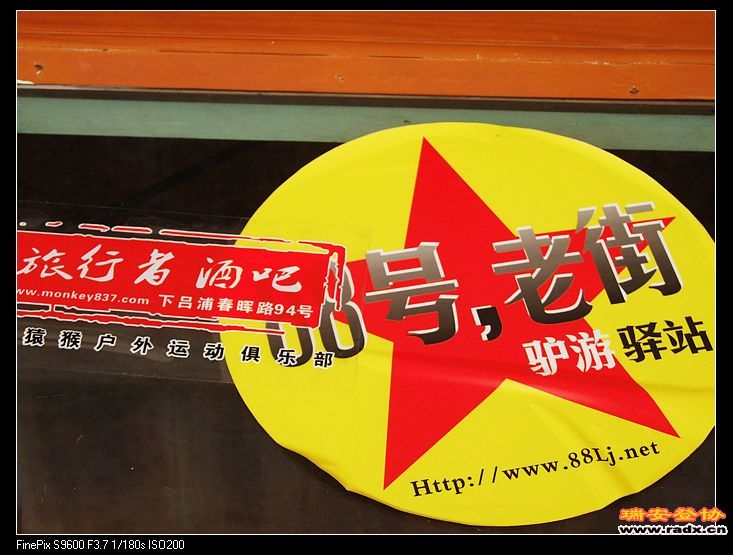 旅行者 酒吧
www.monkey837.com 下吕浦春晖路94号
猿猴户外运动俱乐部
88号,老街
驴游驿站
Http://www.88Lj.net
瑞安登协
www.radx.cn
FinePix S9600 F3.7 1/180s ISO200